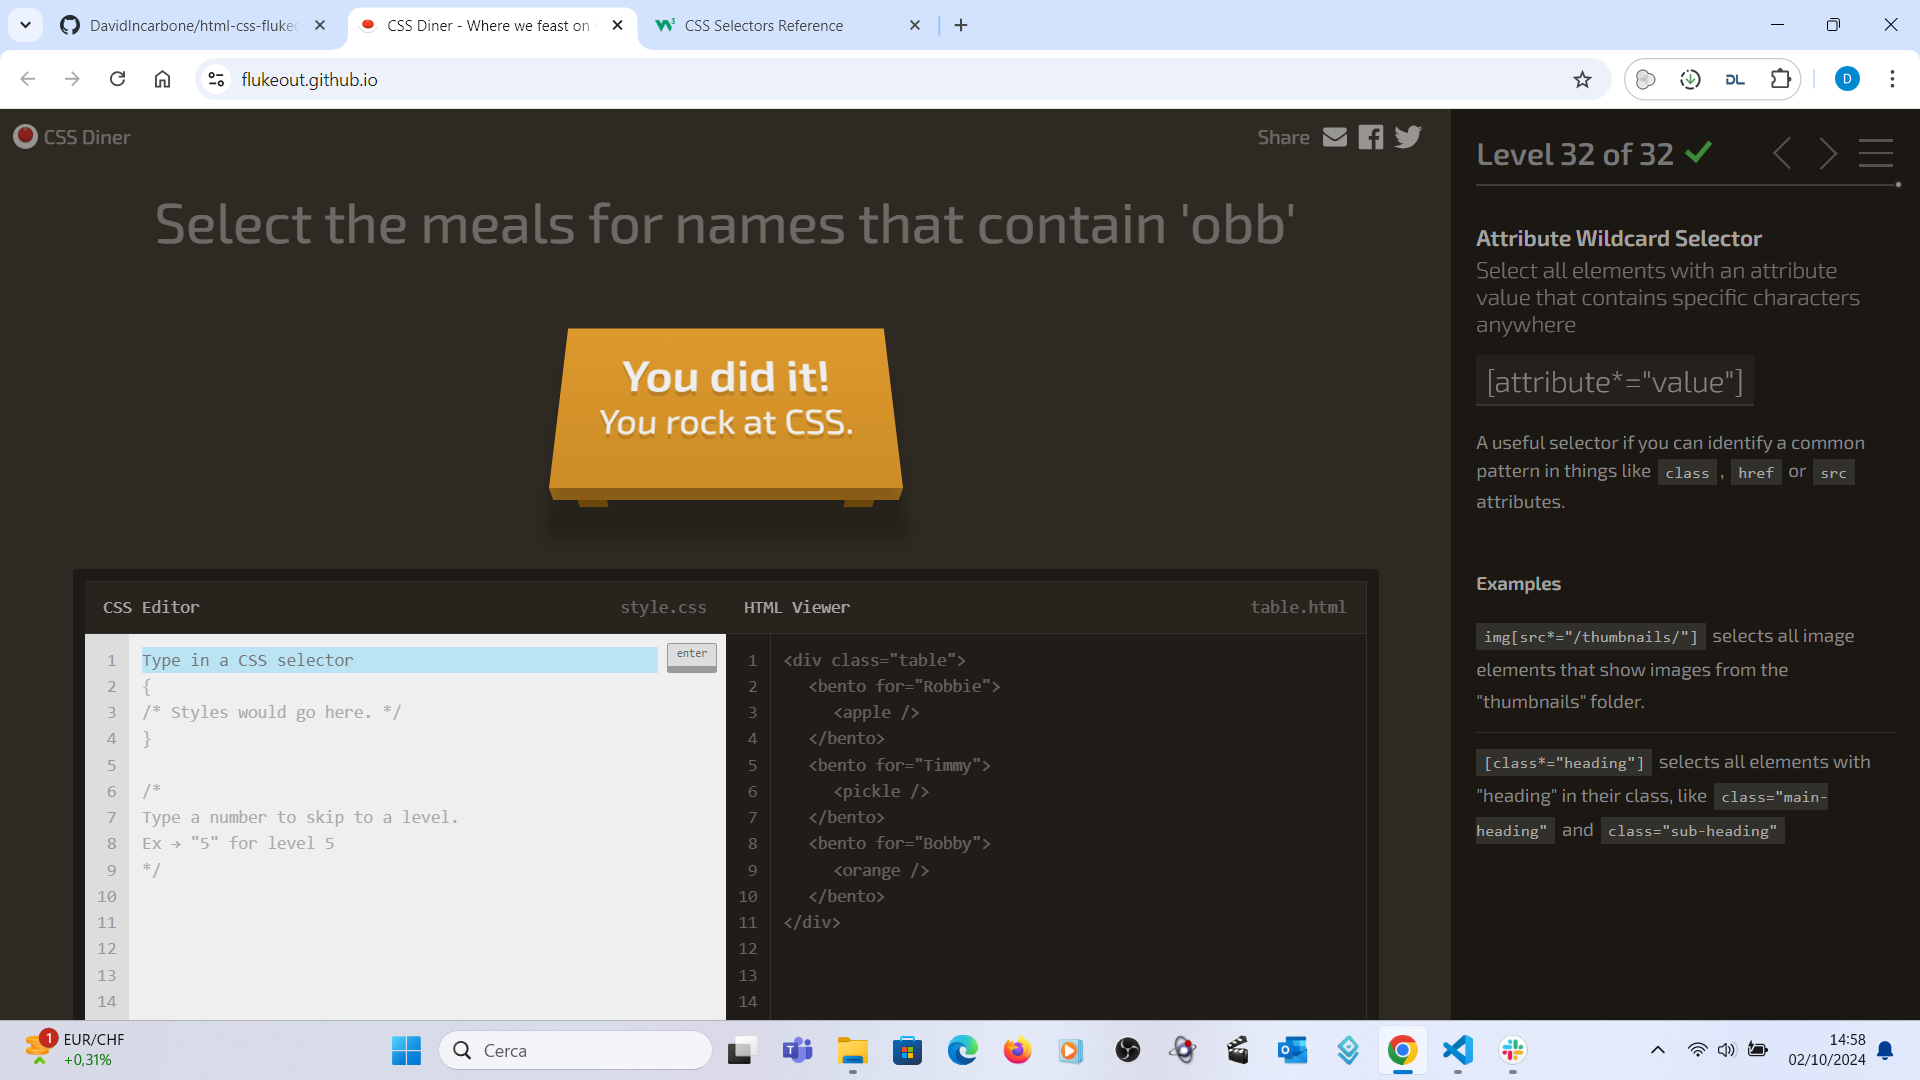 DavidIncarbone/html-css-flukeo
CSS Diner - Where we feast on
CSS Selectors Reference
flukeout.github.io
DL
D
CSS Diner
Share
Select the meals for names that contain 'obb'
You did it!
You rock at CSS.
Level 32 of 32
Attribute Wildcard Selector
Select all elements with an attribute
value that contains specific characters
anywhere
[attribute*="value"]
A useful selector if you can identify a common
pattern in things like class , href or src
attributes.
Examples
img[src*="/thumbnails/"] selects all image
elements that show images from the
"thumbnails" folder.
[class*="heading"] selects all elements with
"heading" in their class, like class="main-
heading" and class="sub-heading"
CSS Editor
style.css
HTML Viewer
table.html
1 Type in a CSS selector
enter
2 {
3 /* Styles would go here. */
4 }
5
6 /*
7 Type a number to skip to a level.
8 Ex → "5" for level 5
9 */
10
11
12
13
14
1 <div class="table">
2 <bento for="Robbie">
3 <apple />
4 </bento>
5 <bento for="Timmy">
6 <pickle />
7 </bento>
8 <bento for="Bobby">
9 <orange />
10 </bento>
11 </div>
12
13
14
1
EUR/CHF
+0,31%
Cerca
14:58
02/10/2024